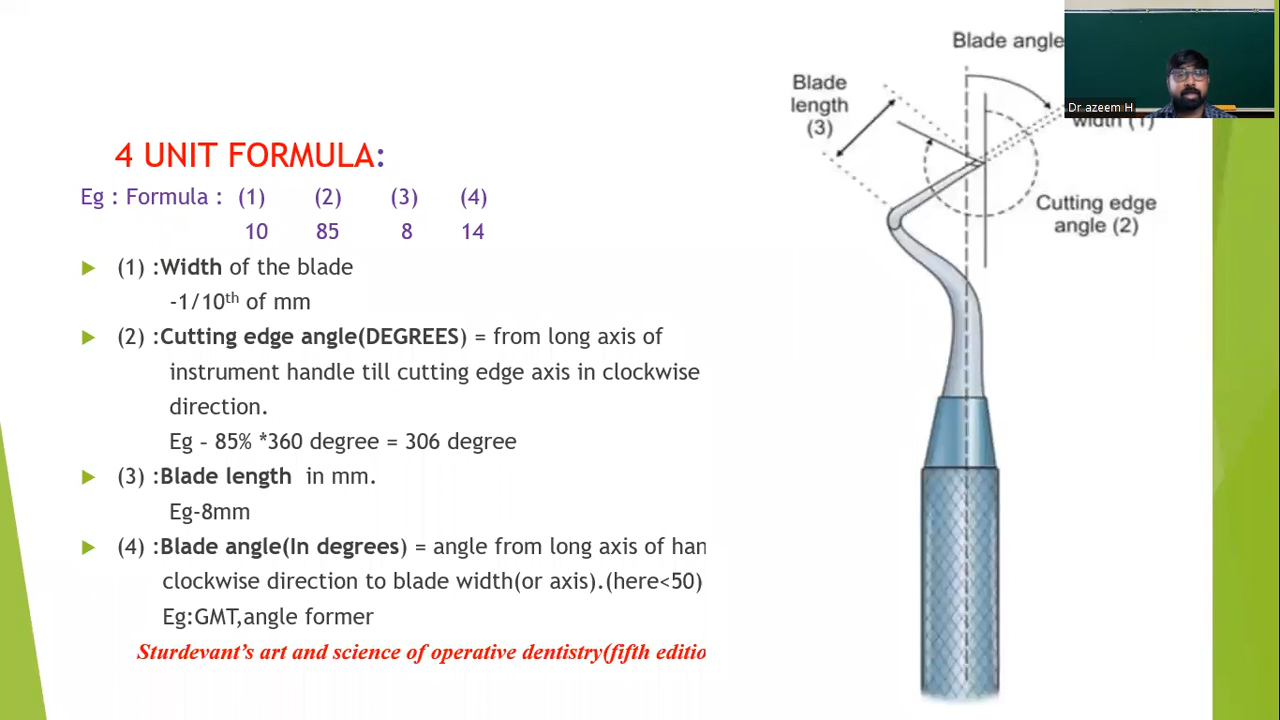 4 UNIT FORMULA:
Eg : Formula : (1) (2) (3) (4)
10 85 8 14
(1) :Width of the blade
-1/10th of mm
(2) :Cutting edge angle(DEGREES) = from long axis of
instrument handle till cutting edge axis in clockwise
direction.
Eg - 85% *360 degree = 306 degree
(3) :Blade length in mm.
Eg-8mm
(4) :Blade angle(In degrees) = angle from long axis of han
clockwise direction to blade width(or axis).(here<50)
Eg:GMT,angle former
Sturdevant's art and science of operative dentistry(fifth editio
Blade angle
Blade
length
(3)
width (1)
Cutting edge
angle (2)
Dr azeem H